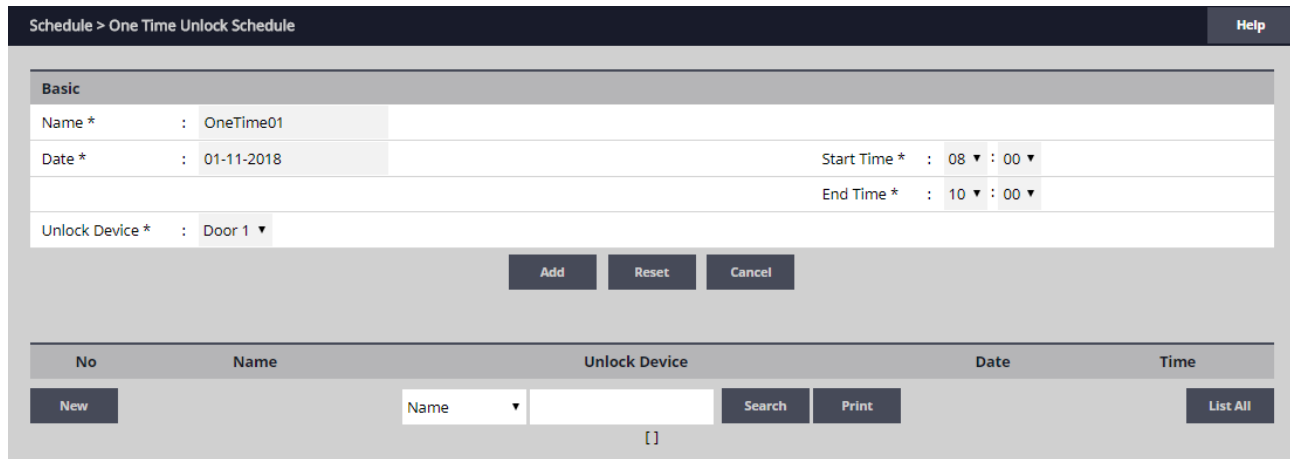 Schedule > One Time Unlock Schedule Help
Basic
Name * : OneTime01
Date * : 01-11-2018 Start Time * : 08 ▼ : 00 ▼
End Time * : 10 ▼ : 00 ▼
Unlock Device * : Door 1 ▼
Add Reset Cancel
No Name Unlock Device Date Time
New Name ▼ Search Print List All
[ ]